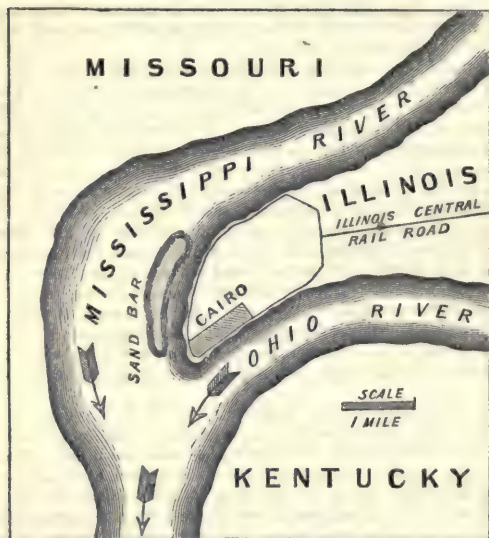 MISSOURI
MISSISSIPPI RIVER
ILLINOIS
ILLINOIS CENTRAL
RAIL ROAD
SAND BAR
CAIRO
OHIO RIVER
SCALE
1 MILE
KENTUCKY